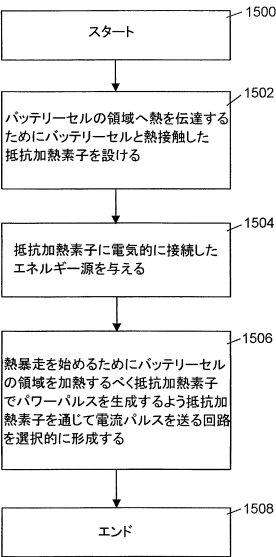 1500
スタート
1502
バッテリーセルの領域へ熱を伝達する
ためにバッテリーセルと熱接触した
抵抗加熱素子を設ける
1504
抵抗加熱素子に電気的に接続した
エネルギー源を与える
1506
熱暴走を始めるためにバッテリーセル
の領域を加熱するべく抵抗加熱素子
でパワーパルスを生成するよう抵抗加
熱素子を通じて電流パルスを送る回路
を選択的に形成する
1508
エンド